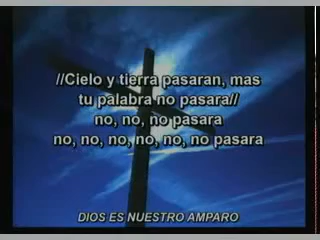 //Cielo y tierra pasaran, mas
tu palabra no pasara//
no, no, no pasara
no, no, no, no, no, no pasara
DIOS ES NUESTRO AMPARO